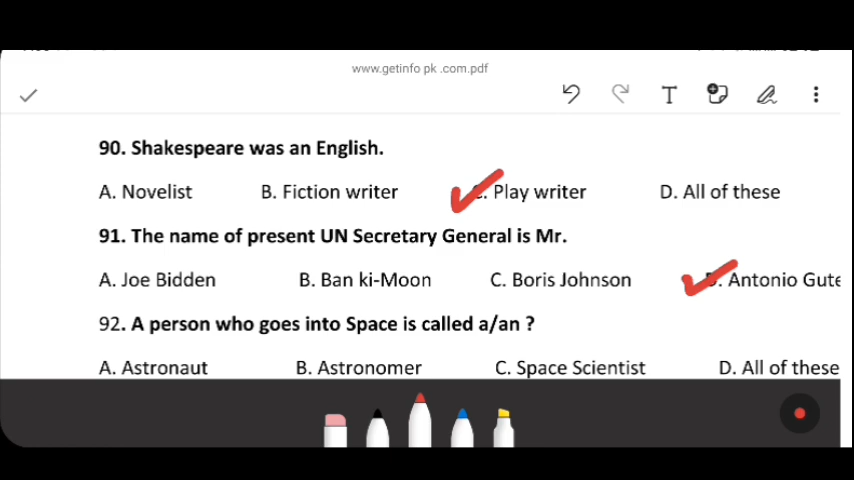 www.getinfo pk .com.pdf
T
90. Shakespeare was an English.
A. Novelist B. Fiction writer C. Play writer D. All of these
91. The name of present UN Secretary General is Mr.
A. Joe Bidden B. Ban ki-Moon C. Boris Johnson D. Antonio Gute
92. A person who goes into Space is called a/an ?
A. Astronaut B. Astronomer C. Space Scientist D. All of these